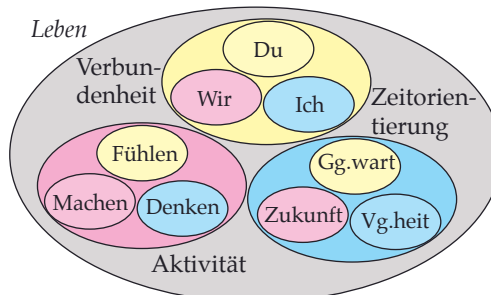 Leben
Du
Verbun-
denheit
Wir
Ich
Zeitorien-
tierung
Fühlen
Machen
Denken
Gg.wart
Zukunft
Vg.heit
Aktivität